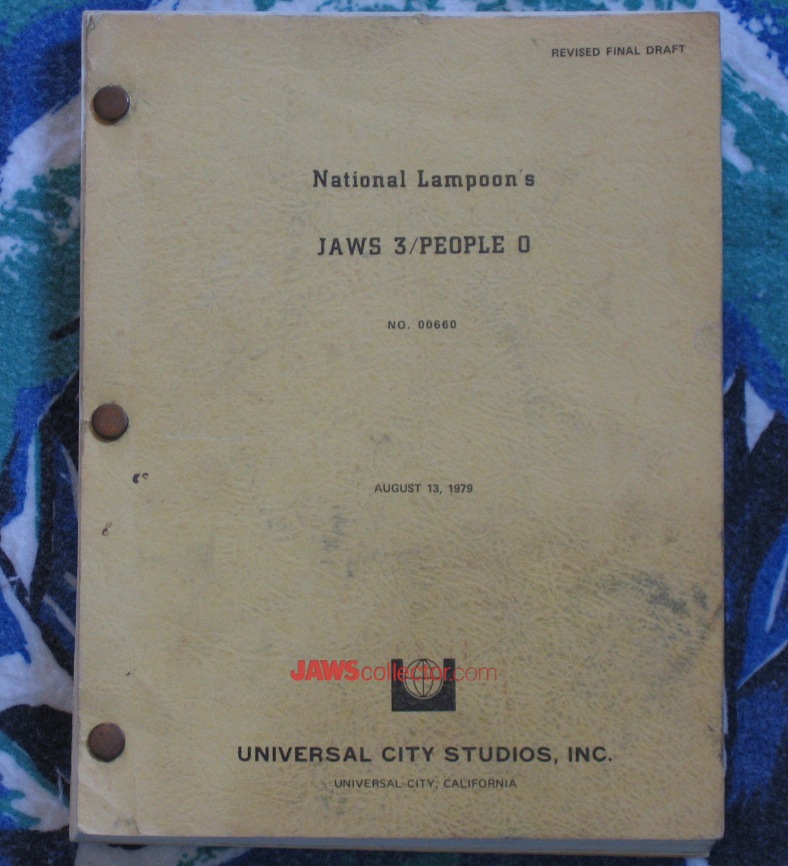 REVISED FINAL DRAFT
National Lampoon's
JAWS 3/PEOPLE 0
NO. 00660
AUGUST 13, 1979
JAWScollector.com
UNIVERSAL CITY STUDIOS, INC.
UNIVERSAL CITY, CALIFORNIA